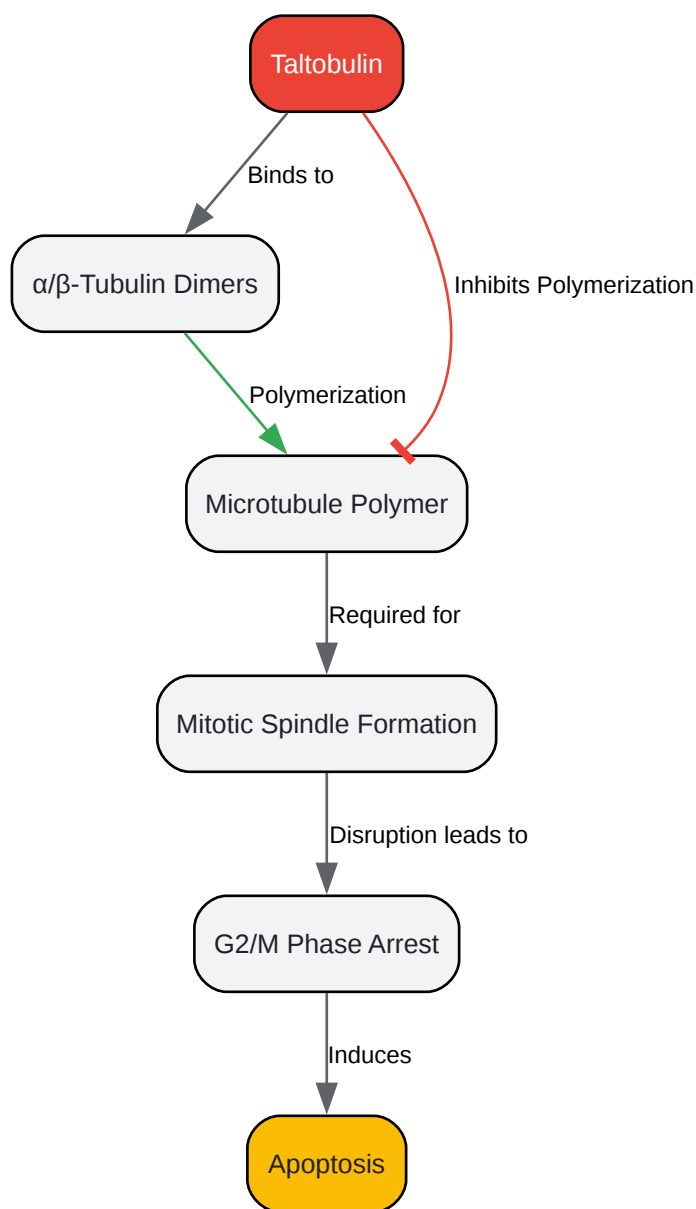 Taltobulin
Binds to
α/β-Tubulin Dimers
Inhibits Polymerization
Polymerization
Microtubule Polymer
Required for
Mitotic Spindle Formation
Disruption leads to
G2/M Phase Arrest
Induces
Apoptosis